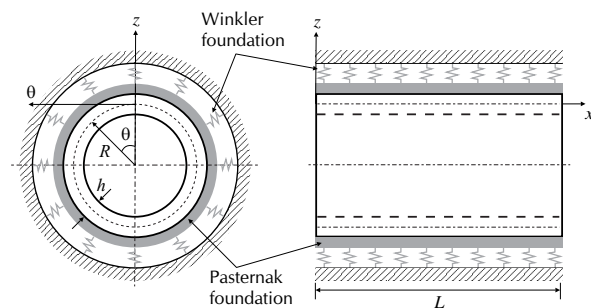 Winkler
foundation
z
z
θ
θ
x
R
h
Pasternak
foundation
L